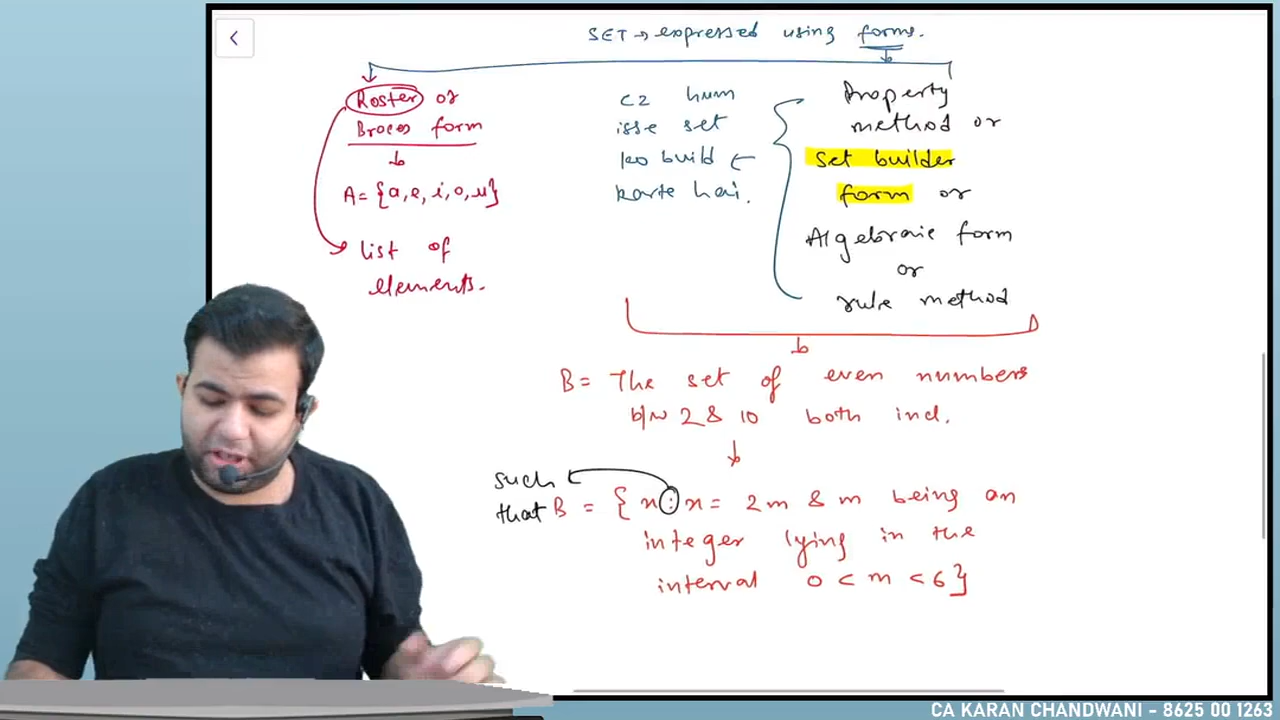 SET → expressed using forms.
Roster or
Braces form
A = {a, e, i, o, u}
list of
elements.
cz hum
isse set
ko build ←
karte hai.
Property
method or
set builder
form or
Algebraic form
or
rule method
B = The set of even numbers
b/w 2 & 10 both incl.
such
that
B = { x : x = 2m & m being an
integer lying in the
interval 0 < m < 6}
CA KARAN CHANDWANI - 8625 00 1263